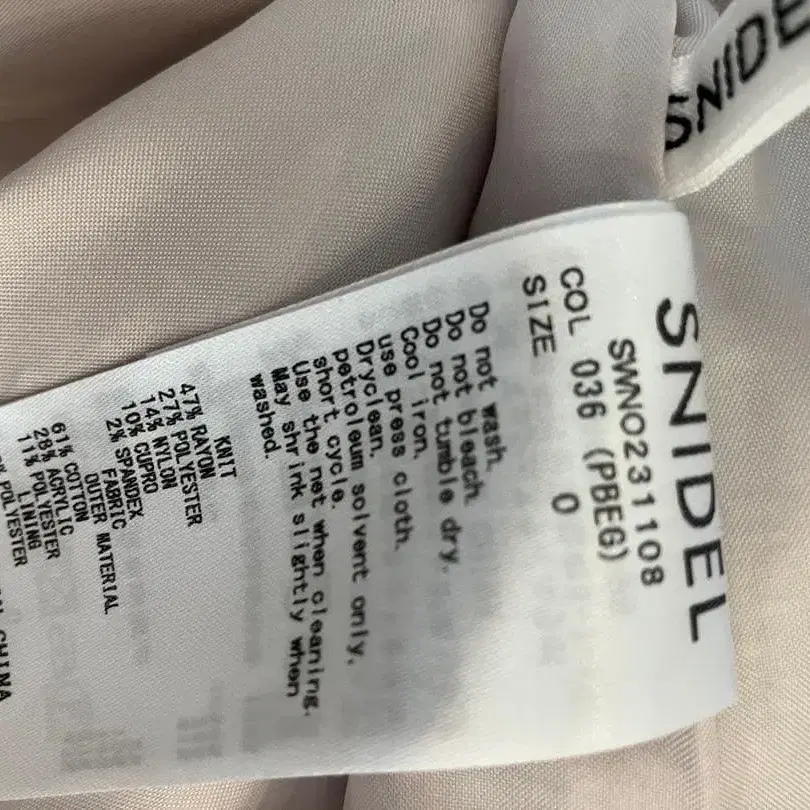 SNIDE
SNIDEL
SWNO231108
COL 036 (PBEG)
SIZE 0
Do not wash.
Do not bleach.
Do not tumble dry.
Cool iron.
use press cloth.
Dryclean,
petroleum solvent only,
short cycle.
Use the net when cleaning.
May shrink slightly when
washed.
KNIT
47% RAYON
27% POLYESTER
14% NYLON
10% CUPRO
2% SPANDEX
FABRIC
OUTER MATERIAL
61% COTTON
28% ACRYLIC
11% POLYESTER
LINING
POLYESTER
CHINA